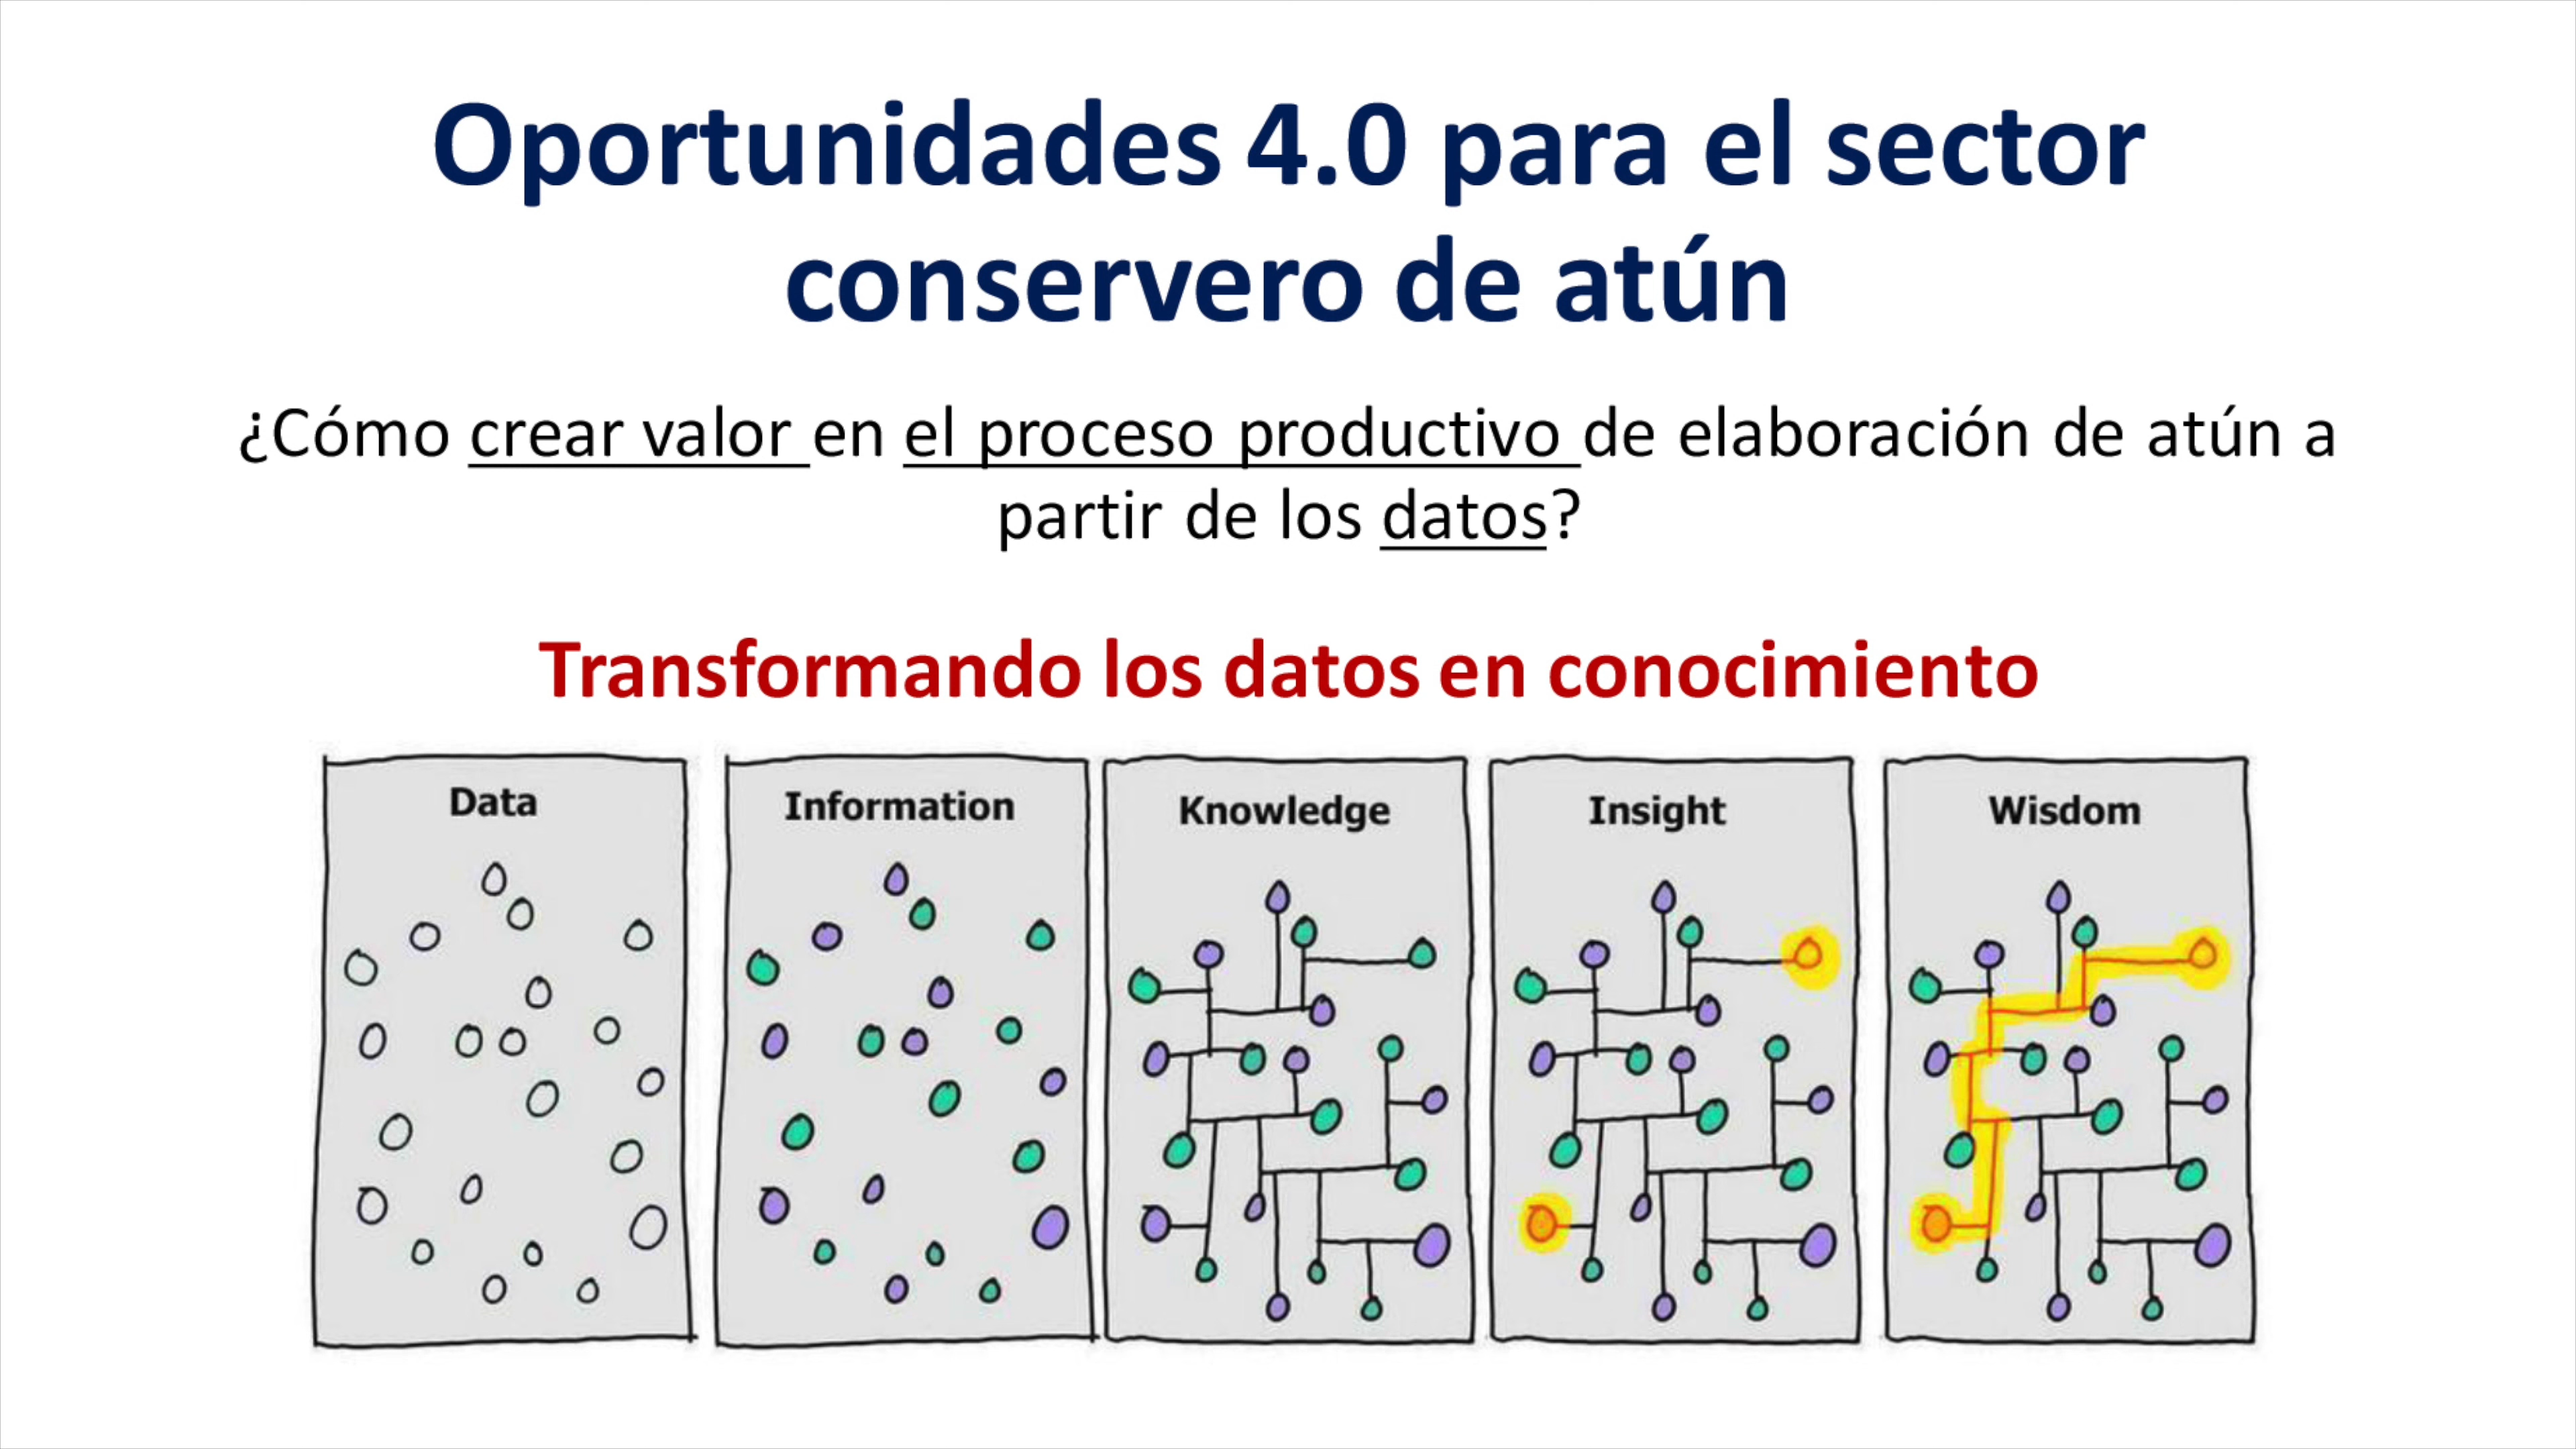 Oportunidades 4.0 para el sector
conservero de atún
¿Cómo crear valor en el proceso productivo de elaboración de atún a
partir de los datos?
Transformando los datos en conocimiento
Data
Information
Knowledge
Insight
Wisdom